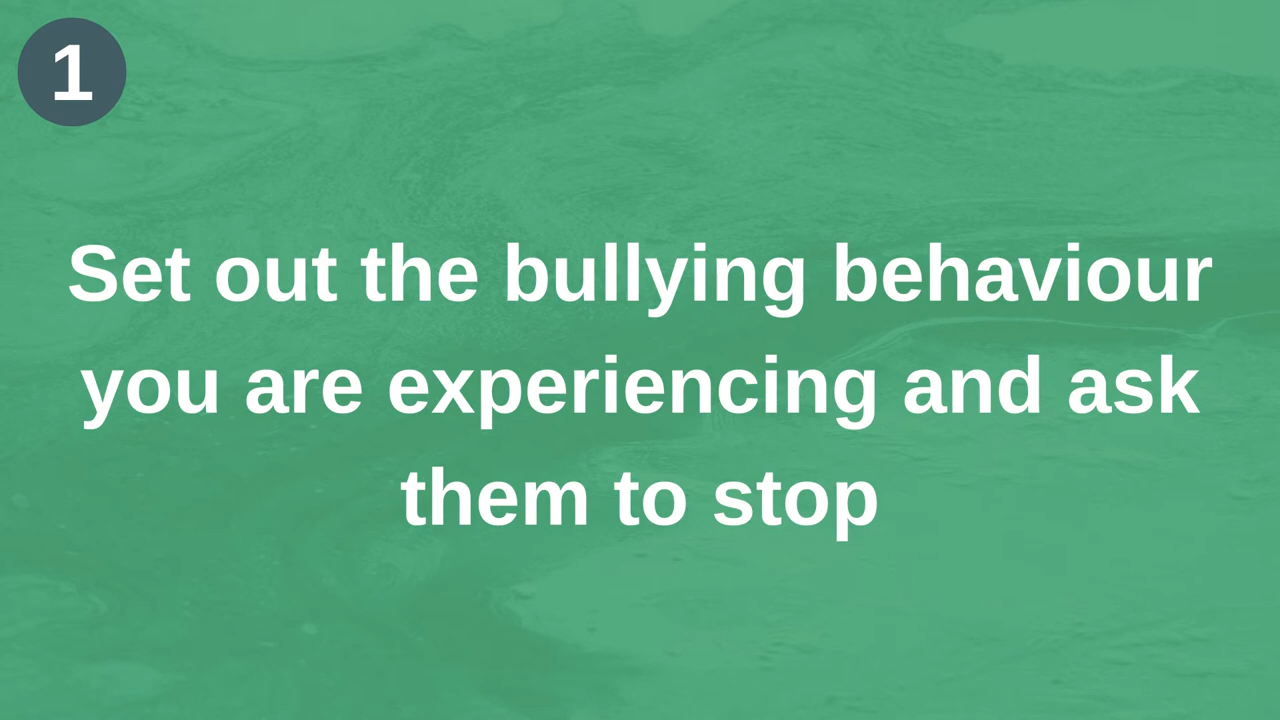 1
Set out the bullying behaviour
you are experiencing and ask
them to stop